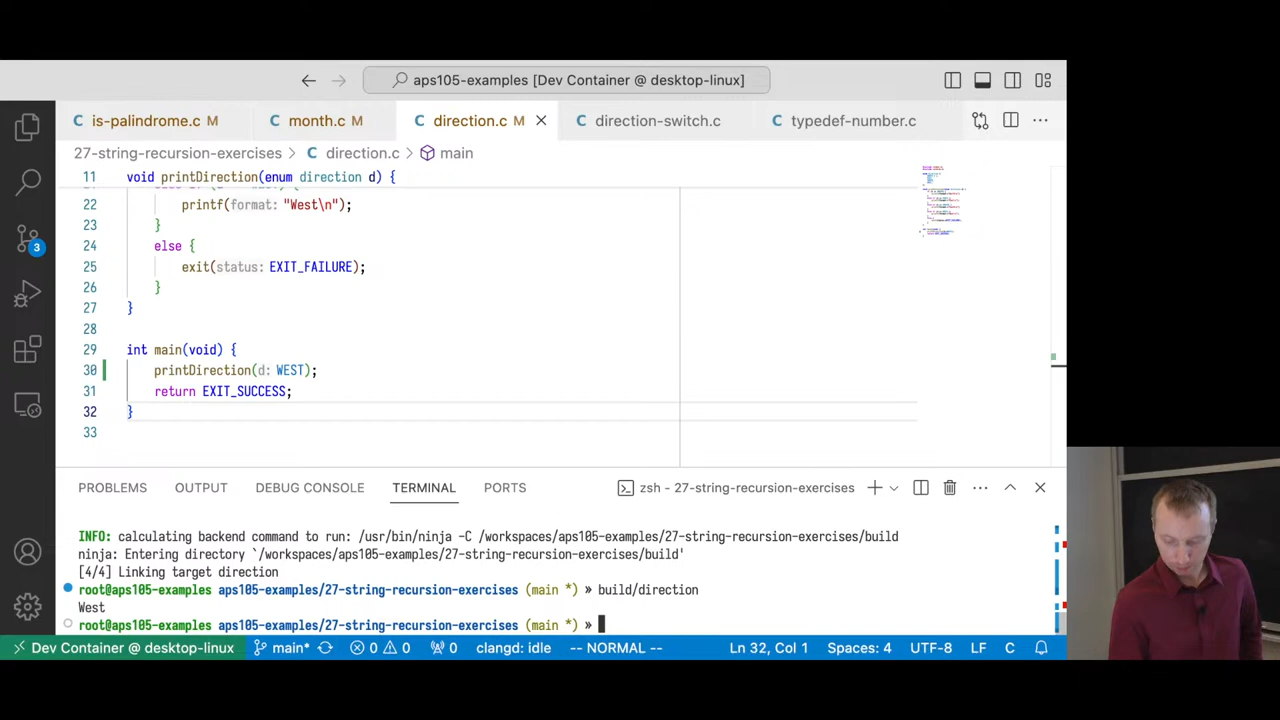 aps105-examples [Dev Container @ desktop-linux]
C is-palindrome.c M C month.c M C direction.c M C direction-switch.c C typedef-number.c
27-string-recursion-exercises > C direction.c > main
11 void printDirection(enum direction d) {
22 printf(format: "West\n");
23 }
24 else {
25 exit(status: EXIT_FAILURE);
26 }
27 }
28
29 int main(void) {
30 printDirection(d: WEST);
31 return EXIT_SUCCESS;
32 }
33
3
PROBLEMS OUTPUT DEBUG CONSOLE TERMINAL PORTS zsh - 27-string-recursion-exercises
INFO: calculating backend command to run: /usr/bin/ninja -C /workspaces/aps105-examples/27-string-recursion-exercises/build
ninja: Entering directory `/workspaces/aps105-examples/27-string-recursion-exercises/build'
[4/4] Linking target direction
root@aps105-examples aps105-examples/27-string-recursion-exercises (main *) » build/direction
West
root@aps105-examples aps105-examples/27-string-recursion-exercises (main *) »
Dev Container @ desktop-linux main* 0 0 0 clangd: idle -- NORMAL -- Ln 32, Col 1 Spaces: 4 UTF-8 LF C